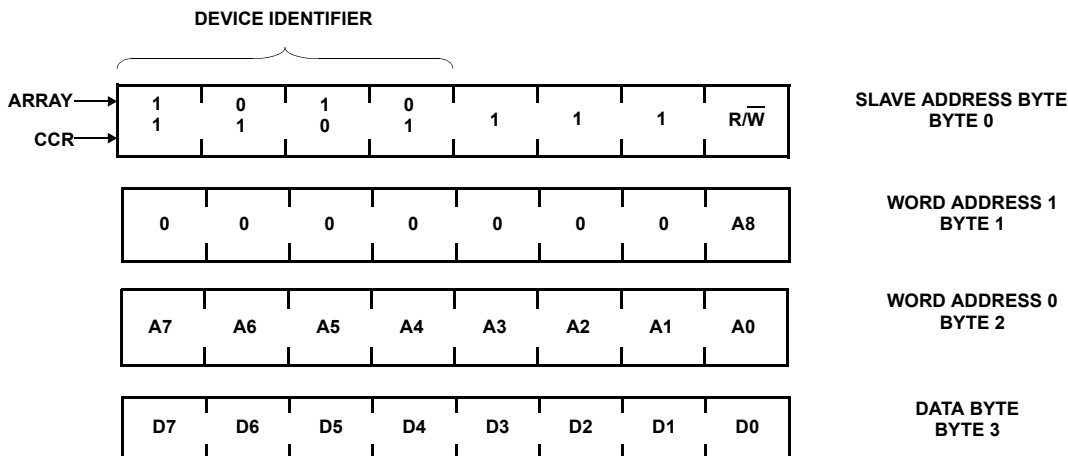 DEVICE IDENTIFIER
ARRAY 1 0 1 0
CCR 1 1 0 1 1 1 1 R/W̅
SLAVE ADDRESS BYTE
BYTE 0
0 0 0 0 0 0 0 A8
WORD ADDRESS 1
BYTE 1
A7 A6 A5 A4 A3 A2 A1 A0
WORD ADDRESS 0
BYTE 2
D7 D6 D5 D4 D3 D2 D1 D0
DATA BYTE
BYTE 3